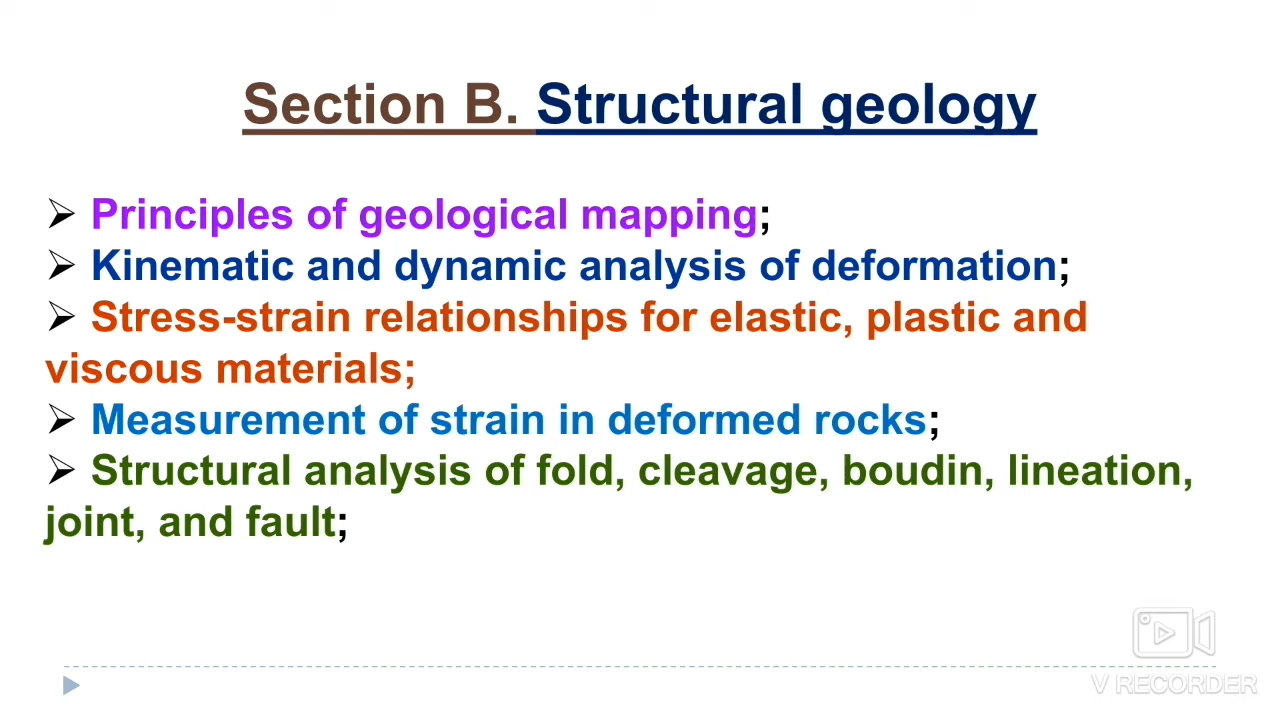 Section B. Structural geology
➢ Principles of geological mapping;
➢ Kinematic and dynamic analysis of deformation;
➢ Stress-strain relationships for elastic, plastic and
viscous materials;
➢ Measurement of strain in deformed rocks;
➢ Structural analysis of fold, cleavage, boudin, lineation,
joint, and fault;
V RECORDER